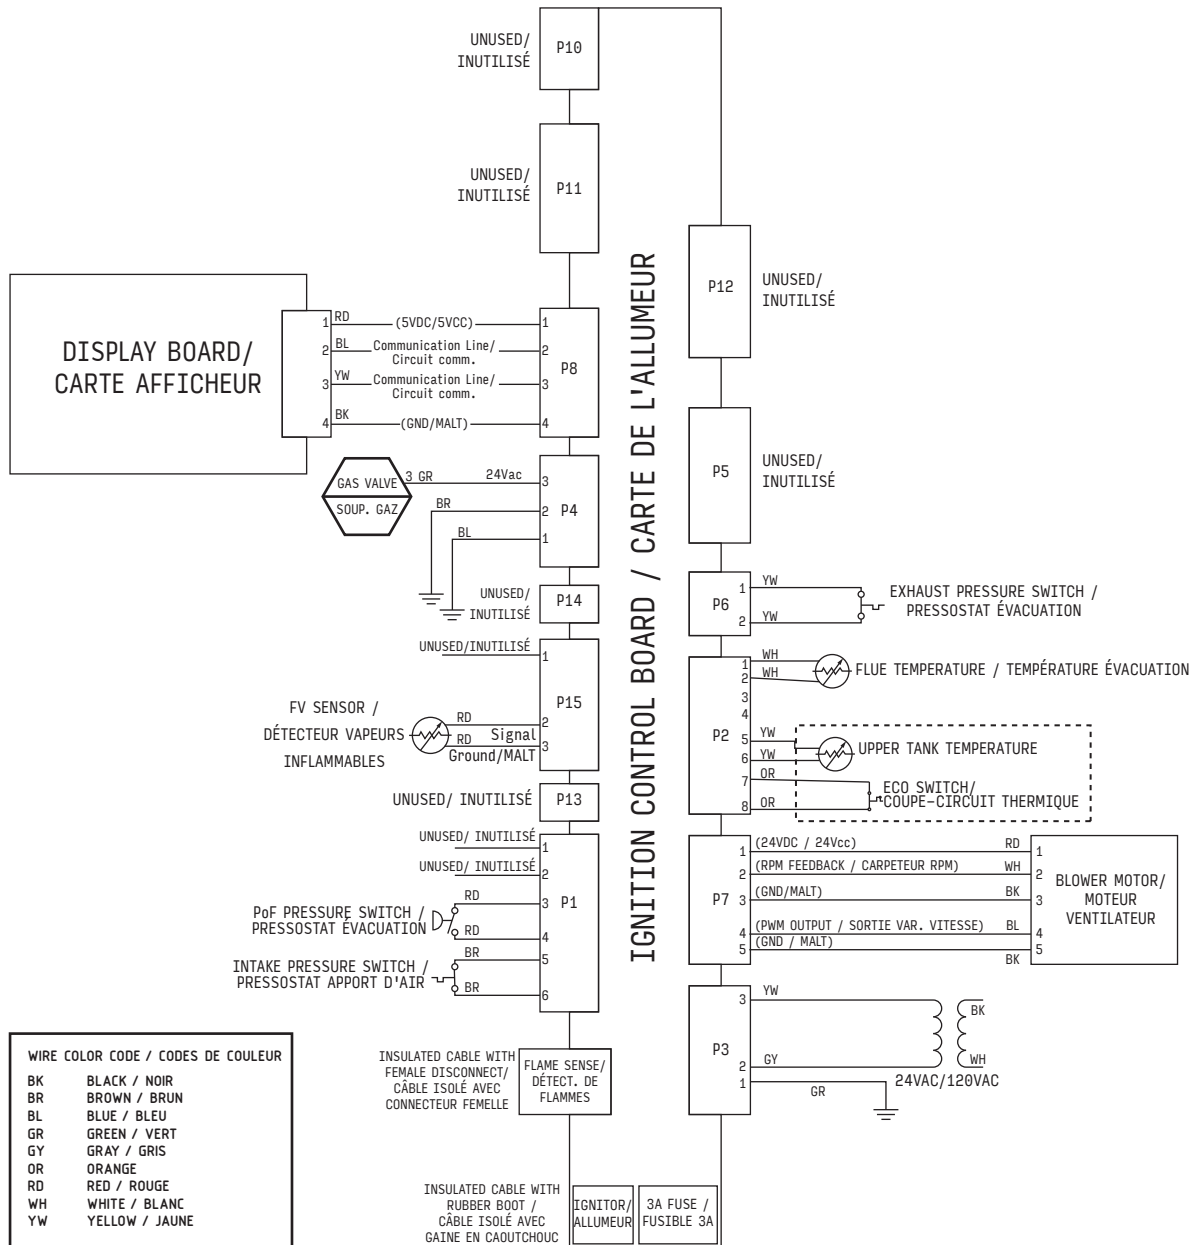 UNUSED/
INUTILISÉ
P10
UNUSED/
INUTILISÉ
P11
P12
UNUSED/
INUTILISÉ
DISPLAY BOARD/
CARTE AFFICHEUR
1 RD (5VDC/5VCC) 1
2 BL Communication Line/
Circuit comm. 2
3 YW Communication Line/
Circuit comm. 3
4 BK (GND/MALT) 4
P8
IGNITION CONTROL BOARD / CARTE DE L'ALLUMEUR
P5
UNUSED/
INUTILISÉ
GAS VALVE
SOUP. GAZ
3 GR 24Vac 3
BR 2
BL 1
P4
UNUSED/
INUTILISÉ
P14
P6
1 YW
2 YW
EXHAUST PRESSURE SWITCH /
PRESSOSTAT ÉVACUATION
UNUSED/INUTILISÉ 1
FV SENSOR /
DÉTECTEUR VAPEURS
INFLAMMABLES
RD Signal 2
RD Ground/MALT 3
P15
P2
1 WH
2 WH
FLUE TEMPERATURE / TEMPÉRATURE ÉVACUATION
3
4
5 YW
6 YW
UPPER TANK TEMPERATURE
7 OR
8 OR
ECO SWITCH/
COUPE-CIRCUIT THERMIQUE
UNUSED/ INUTILISÉ
P13
UNUSED/ INUTILISÉ 1
UNUSED/ INUTILISÉ 2
PoF PRESSURE SWITCH /
PRESSOSTAT ÉVACUATION
RD 3
RD 4
INTAKE PRESSURE SWITCH /
PRESSOSTAT APPORT D'AIR
BR 5
BR 6
P1
P7
1 (24VDC / 24Vcc) RD 1
2 (RPM FEEDBACK / CARPETEUR RPM) WH 2
3 (GND/MALT) BK 3
4 (PWM OUTPUT / SORTIE VAR. VITESSE) BL 4
5 (GND / MALT) BK 5
BLOWER MOTOR/
MOTEUR
VENTILATEUR
P3
3 YW
2 GY
1 GR
BK
WH
24VAC/120VAC
INSULATED CABLE WITH
FEMALE DISCONNECT/
CÂBLE ISOLÉ AVEC
CONNECTEUR FEMELLE
FLAME SENSE/
DÉTECT. DE
FLAMMES
WIRE COLOR CODE / CODES DE COULEUR
BK BLACK / NOIR
BR BROWN / BRUN
BL BLUE / BLEU
GR GREEN / VERT
GY GRAY / GRIS
OR ORANGE
RD RED / ROUGE
WH WHITE / BLANC
YW YELLOW / JAUNE
INSULATED CABLE WITH
RUBBER BOOT /
CÂBLE ISOLÉ AVEC
GAINE EN CAOUTCHOUC
IGNITOR/
ALLUMEUR
3A FUSE /
FUSIBLE 3A